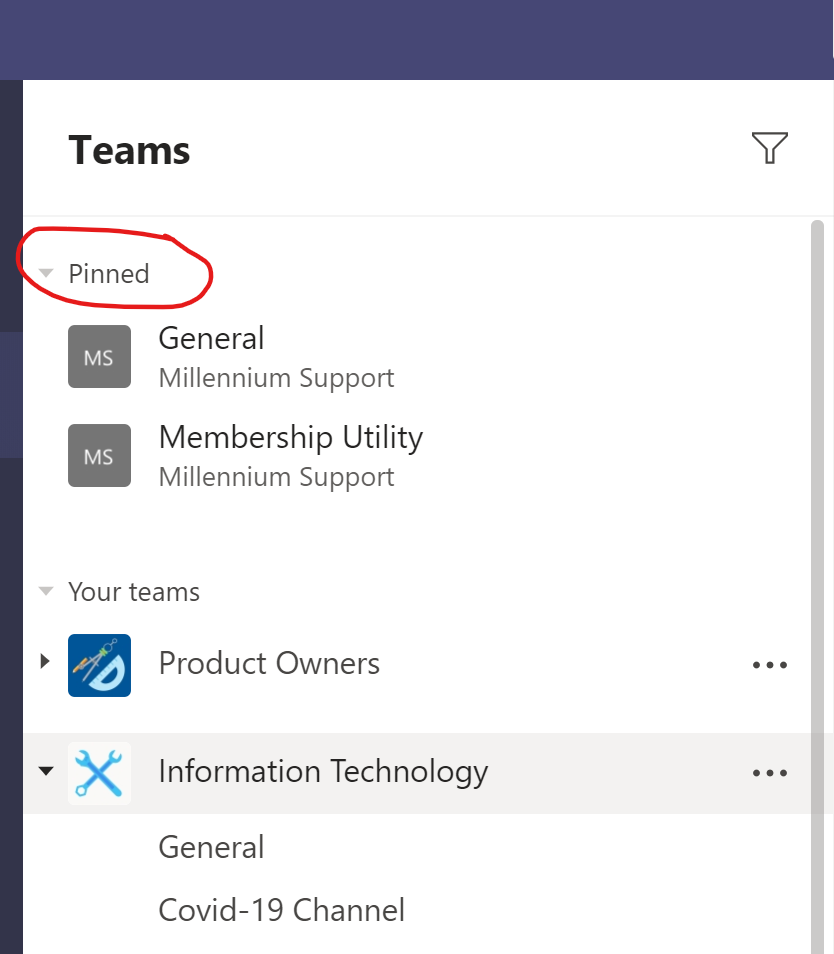 Teams
Pinned
MS
General
Millennium Support
MS
Membership Utility
Millennium Support
Your teams
Product Owners
Information Technology
General
Covid-19 Channel